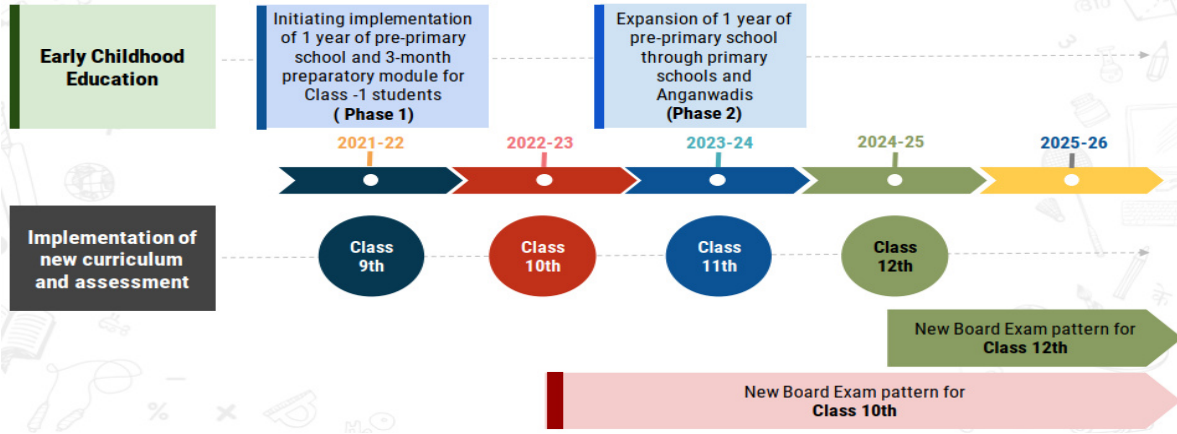 Early Childhood
Education
Initiating implementation
of 1 year of pre-primary
school and 3-month
preparatory module for
Class -1 students
( Phase 1)
Expansion of 1 year of
pre-primary school
through primary
schools and
Anganwadis
(Phase 2)
2021-22
2022-23
2023-24
2024-25
2025-26
Implementation of
new curriculum
and assessment
Class
9th
Class
10th
Class
11th
Class
12th
New Board Exam pattern for
Class 12th
New Board Exam pattern for
Class 10th